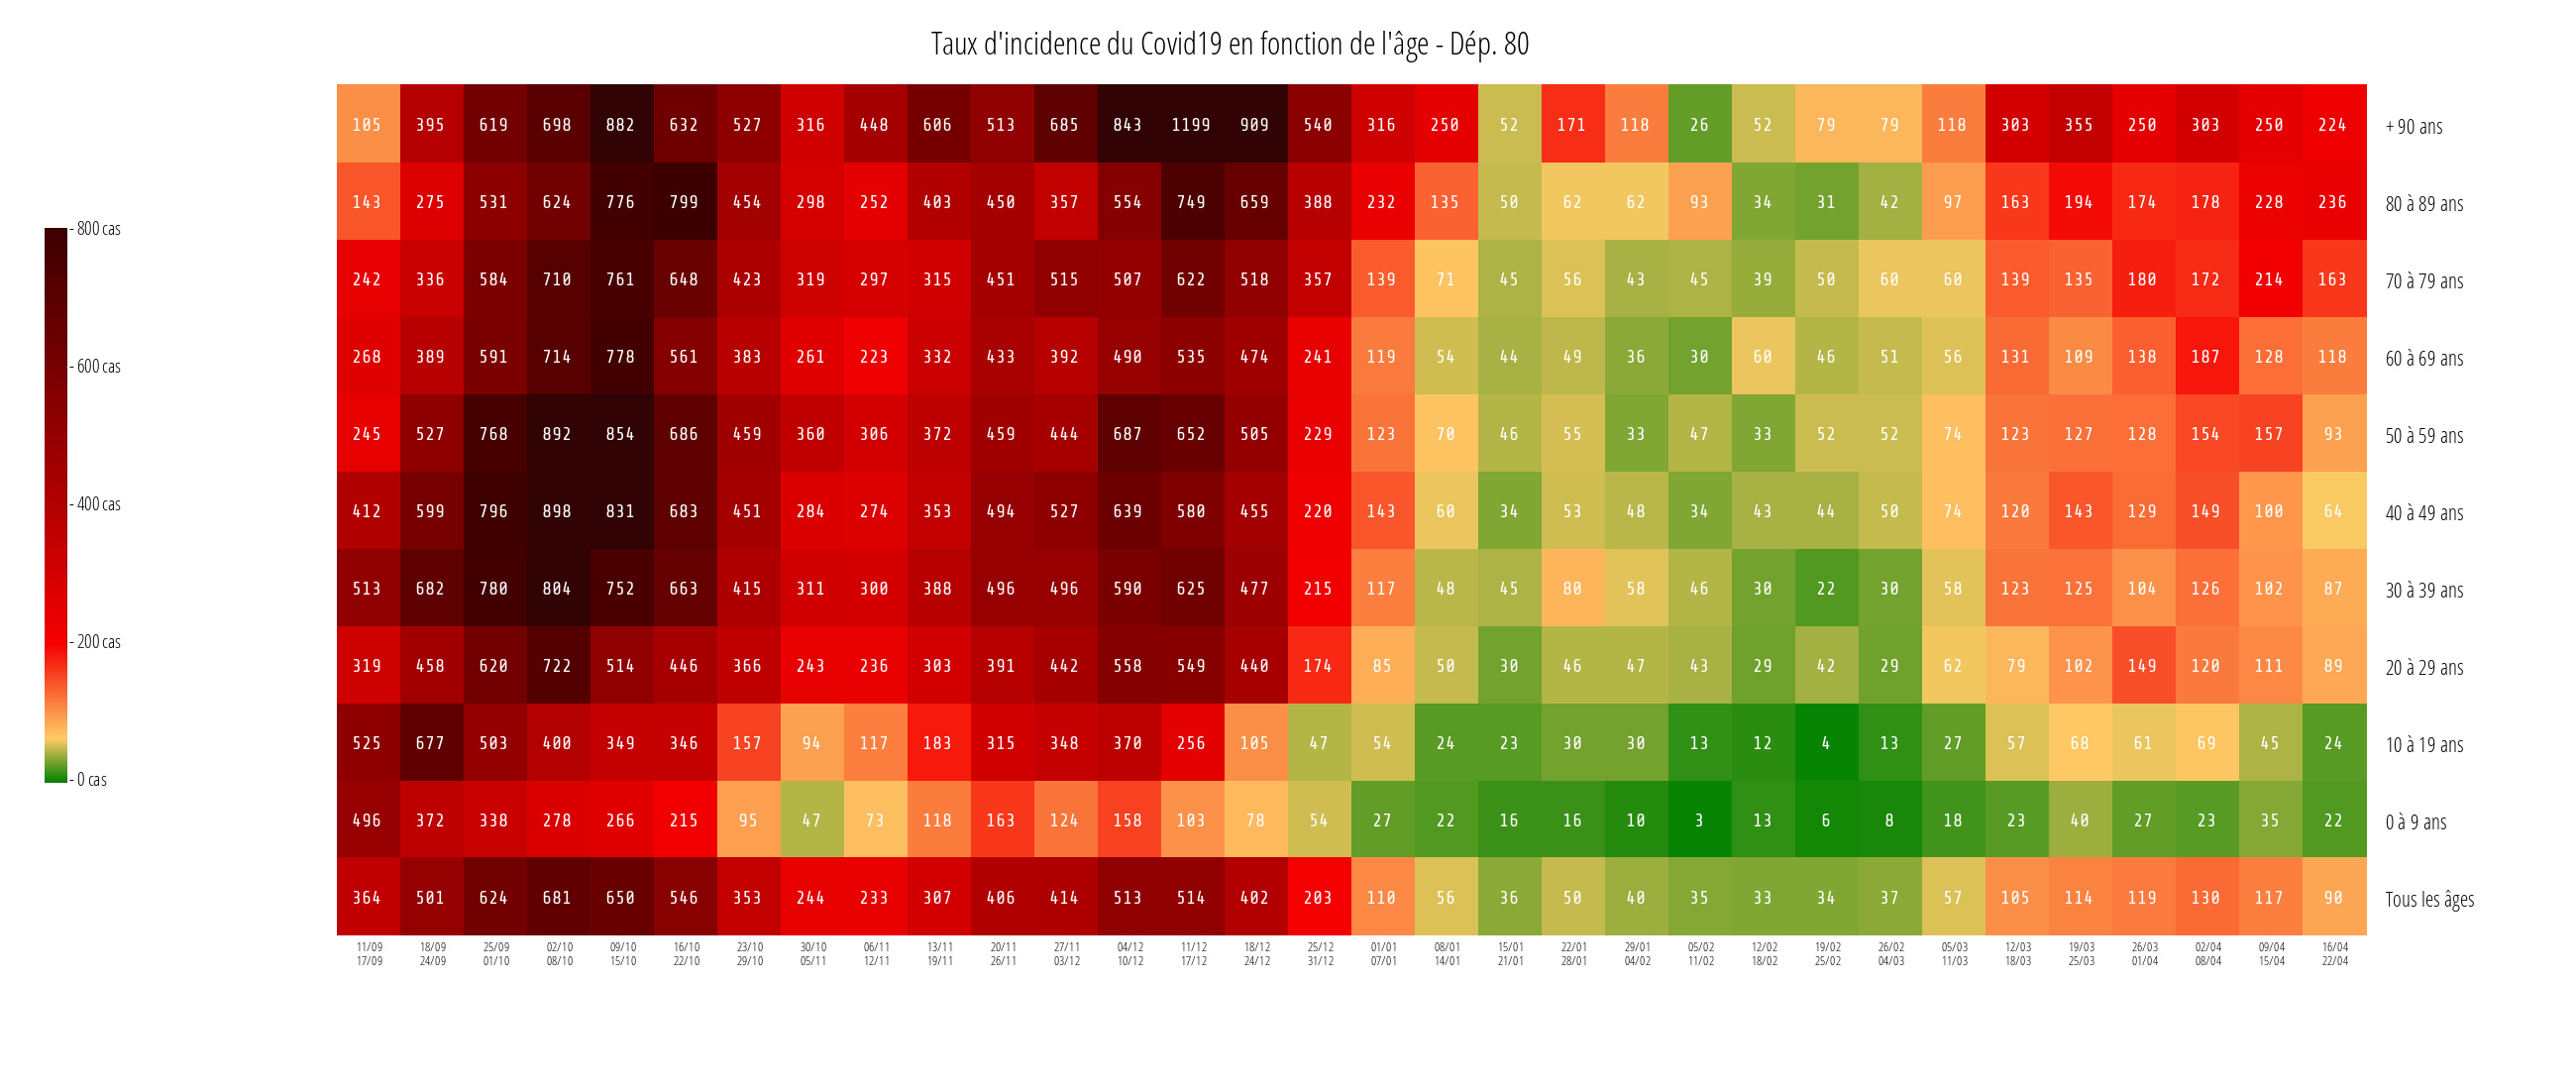 Taux d'incidence du Covid19 en fonction de l'âge - Dép. 80
- 800 cas
- 600 cas
- 400 cas
- 200 cas
- 0 cas
105 395 619 698 882 632 527 316 448 606 513 685 843 1199 909 540 316 250 52 171 118 26 52 79 79 118 303 355 250 303 250 224 + 90 ans
143 275 531 624 776 799 454 298 252 403 450 357 554 749 659 388 232 135 50 62 62 93 34 31 42 97 163 194 174 178 228 236 80 à 89 ans
242 336 584 710 761 648 423 319 297 315 451 515 507 622 518 357 139 71 45 56 43 45 39 50 60 60 139 135 180 172 214 163 70 à 79 ans
268 389 591 714 778 561 383 261 223 332 433 392 490 535 474 241 119 54 44 49 36 30 60 46 51 56 131 109 138 187 128 118 60 à 69 ans
245 527 768 892 854 686 459 360 306 372 459 444 687 652 505 229 123 70 46 55 33 47 33 52 52 74 123 127 128 154 157 93 50 à 59 ans
412 599 796 898 831 683 451 284 274 353 494 527 639 580 455 220 143 60 34 53 48 34 43 44 50 74 120 143 129 149 100 64 40 à 49 ans
513 682 780 804 752 663 415 311 300 388 496 496 590 625 477 215 117 48 45 80 58 46 30 22 30 58 123 125 104 126 102 87 30 à 39 ans
319 458 620 722 514 446 366 243 236 303 391 442 558 549 440 174 85 50 30 46 47 43 29 42 29 62 79 102 149 120 111 89 20 à 29 ans
525 677 503 400 349 346 157 94 117 183 315 348 370 256 105 47 54 24 23 30 30 13 12 4 13 27 57 68 61 69 45 24 10 à 19 ans
496 372 338 278 266 215 95 47 73 118 163 124 158 103 78 54 27 22 16 16 10 3 13 6 8 18 23 40 27 23 35 22 0 à 9 ans
364 501 624 681 650 546 353 244 233 307 406 414 513 514 402 203 110 56 36 50 40 35 33 34 37 57 105 114 119 130 117 90 Tous les âges
11/09 18/09 25/09 02/10 09/10 16/10 23/10 30/10 06/11 13/11 20/11 27/11 04/12 11/12 18/12 25/12 01/01 08/01 15/01 22/01 29/01 05/02 12/02 19/02 26/02 05/03 12/03 19/03 26/03 02/04 09/04 16/04
17/09 24/09 01/10 08/10 15/10 22/10 29/10 05/11 12/11 19/11 26/11 03/12 10/12 17/12 24/12 31/12 07/01 14/01 21/01 28/01 04/02 11/02 18/02 25/02 04/03 11/03 18/03 25/03 01/04 08/04 15/04 22/04